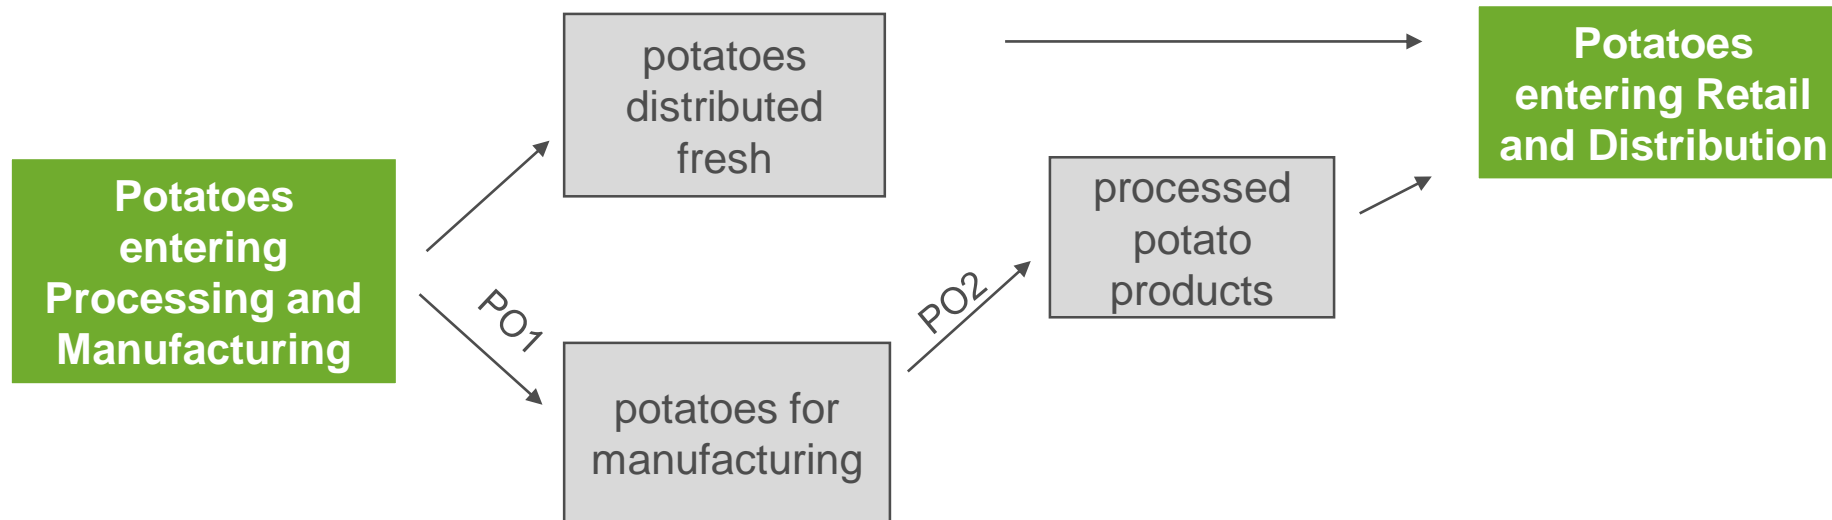 Potatoes
entering
Processing and
Manufacturing
potatoes
distributed
fresh
PO1
potatoes for
manufacturing
PO2
processed
potato
products
Potatoes
entering Retail
and Distribution